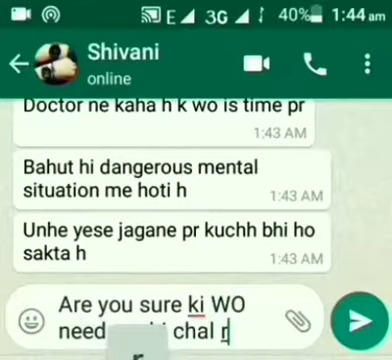 E 3G 40% 1:44am
Shivani
online
Doctor ne kaha h k wo is time pr
1:43 AM
Bahut hi dangerous mental
situation me hoti h 1:43 AM
Unhe yese jagane pr kuchh bhi ho
sakta h 1:43 AM
Are you sure ki WO
need chal r
r